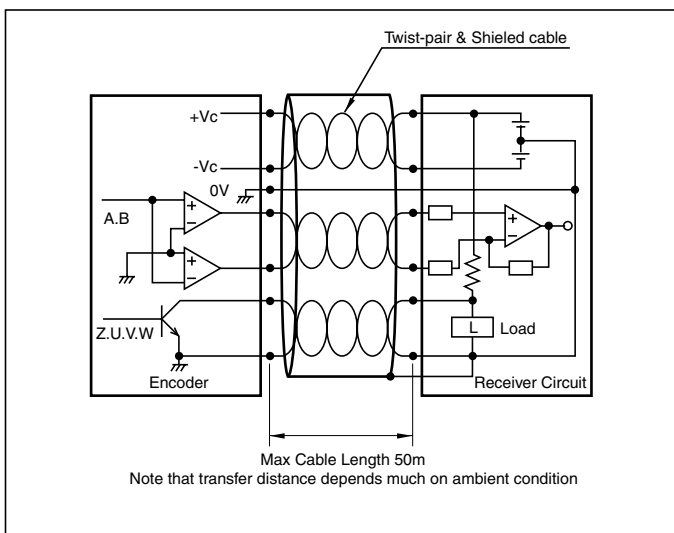 Twist-pair & Shieled cable
+Vc
-Vc
0V
A.B
+
−
+
−
Z.U.V.W
Encoder
+
−
L Load
Receiver Circuit
Max Cable Length 50m
Note that transfer distance depends much on ambient condition